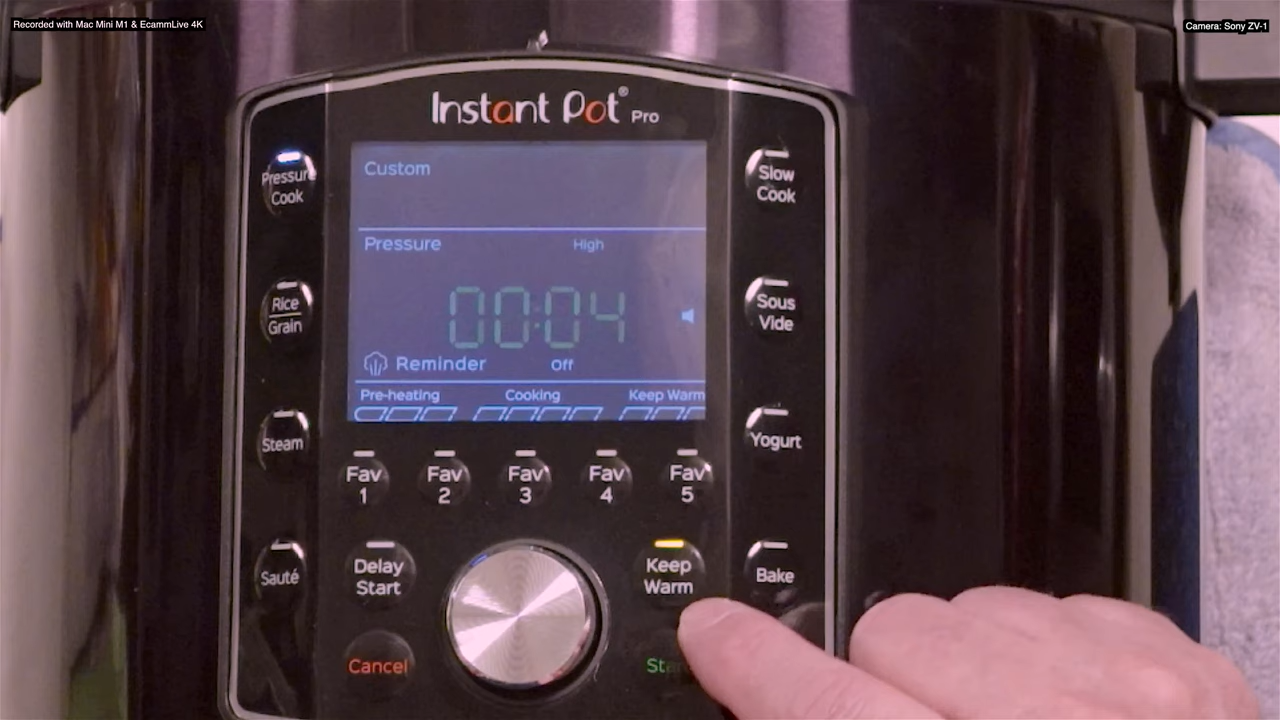 Recorded with Mac Mini M1 & EcammLive 4K
Camera: Sony ZV-1
Instant Pot® Pro
Pressure
Cook
Custom
Slow
Cook
Pressure High
Rice
Grain
00:04
Sous
Vide
Reminder Off
Pre-heating Cooking Keep Warm
Steam
Yogurt
Fav Fav Fav Fav Fav
1 2 3 4 5
Sauté
Delay
Start
Keep
Warm
Bake
Cancel